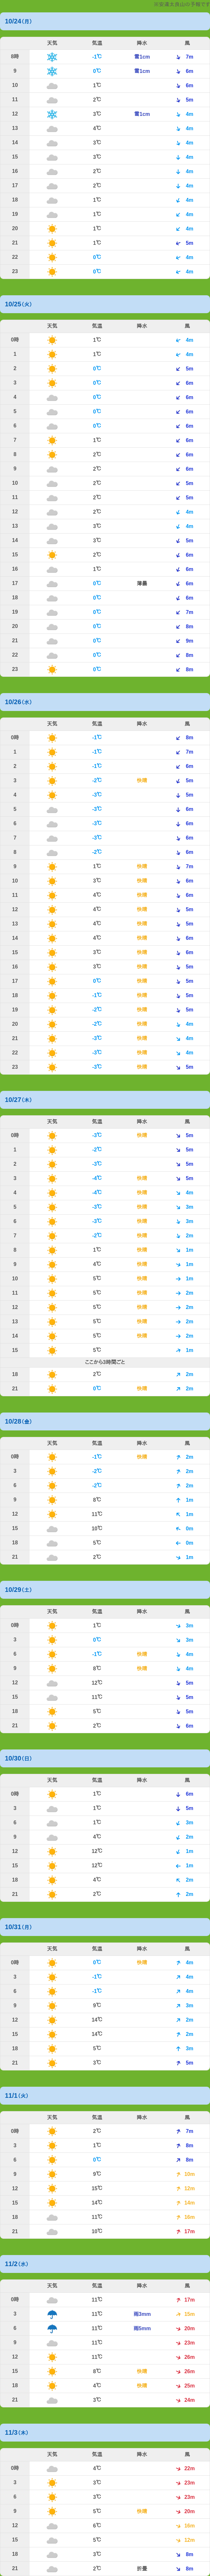 ※安達太良山の予報です
10/24(月)
天気 気温 降水 風
8時 -1℃ 雪1cm 7m
9 0℃ 雪1cm 6m
10 1℃ 6m
11 2℃ 5m
12 3℃ 雪1cm 4m
13 4℃ 4m
14 3℃ 4m
15 3℃ 4m
16 2℃ 4m
17 2℃ 4m
18 1℃ 4m
19 1℃ 4m
20 1℃ 4m
21 1℃ 5m
22 0℃ 4m
23 0℃ 4m
10/25(火)
天気 気温 降水 風
0時 1℃ 4m
1 1℃ 4m
2 0℃ 5m
3 0℃ 6m
4 0℃ 6m
5 0℃ 6m
6 0℃ 6m
7 1℃ 6m
8 2℃ 6m
9 2℃ 6m
10 2℃ 5m
11 2℃ 5m
12 2℃ 4m
13 3℃ 4m
14 3℃ 5m
15 2℃ 6m
16 1℃ 6m
17 0℃ 薄曇 6m
18 0℃ 6m
19 0℃ 7m
20 0℃ 8m
21 0℃ 9m
22 0℃ 8m
23 0℃ 8m
10/26(水)
天気 気温 降水 風
0時 -1℃ 8m
1 -1℃ 7m
2 -1℃ 6m
3 -2℃ 快晴 5m
4 -3℃ 5m
5 -3℃ 6m
6 -3℃ 6m
7 -3℃ 6m
8 -2℃ 6m
9 1℃ 快晴 7m
10 3℃ 快晴 6m
11 4℃ 快晴 6m
12 4℃ 快晴 5m
13 4℃ 快晴 5m
14 4℃ 快晴 6m
15 3℃ 快晴 6m
16 3℃ 快晴 5m
17 0℃ 快晴 5m
18 -1℃ 快晴 5m
19 -2℃ 快晴 5m
20 -2℃ 快晴 4m
21 -3℃ 快晴 4m
22 -3℃ 快晴 4m
23 -3℃ 快晴 5m
10/27(木)
天気 気温 降水 風
0時 -3℃ 快晴 5m
1 -2℃ 5m
2 -3℃ 5m
3 -4℃ 快晴 5m
4 -4℃ 快晴 4m
5 -3℃ 快晴 3m
6 -3℃ 快晴 3m
7 -2℃ 快晴 2m
8 1℃ 快晴 1m
9 4℃ 快晴 1m
10 5℃ 快晴 1m
11 5℃ 快晴 2m
12 5℃ 快晴 2m
13 5℃ 快晴 2m
14 5℃ 快晴 2m
15 5℃ 1m
ここから3時間ごと
18 2℃ 2m
21 0℃ 快晴 2m
10/28(金)
天気 気温 降水 風
0時 -1℃ 快晴 2m
3 -2℃ 2m
6 -2℃ 2m
9 8℃ 1m
12 11℃ 1m
15 10℃ 0m
18 5℃ 0m
21 2℃ 1m
10/29(土)
天気 気温 降水 風
0時 1℃ 3m
3 0℃ 3m
6 -1℃ 快晴 4m
9 8℃ 快晴 4m
12 12℃ 5m
15 11℃ 5m
18 5℃ 5m
21 2℃ 6m
10/30(日)
天気 気温 降水 風
0時 1℃ 6m
3 1℃ 5m
6 1℃ 3m
9 4℃ 2m
12 12℃ 1m
15 12℃ 1m
18 4℃ 2m
21 2℃ 2m
10/31(月)
天気 気温 降水 風
0時 0℃ 快晴 4m
3 -1℃ 4m
6 -1℃ 4m
9 9℃ 3m
12 14℃ 2m
15 14℃ 2m
18 5℃ 3m
21 3℃ 5m
11/1(火)
天気 気温 降水 風
0時 2℃ 7m
3 1℃ 8m
6 0℃ 8m
9 9℃ 10m
12 15℃ 12m
15 14℃ 14m
18 11℃ 16m
21 10℃ 17m
11/2(水)
天気 気温 降水 風
0時 11℃ 17m
3 11℃ 雨3mm 15m
6 11℃ 雨5mm 20m
9 11℃ 23m
12 11℃ 26m
15 8℃ 快晴 26m
18 4℃ 快晴 25m
21 3℃ 24m
11/3(木)
天気 気温 降水 風
0時 4℃ 22m
3 3℃ 23m
6 3℃ 23m
9 5℃ 快晴 20m
12 6℃ 16m
15 5℃ 12m
18 3℃ 8m
21 2℃ 折曇 8m